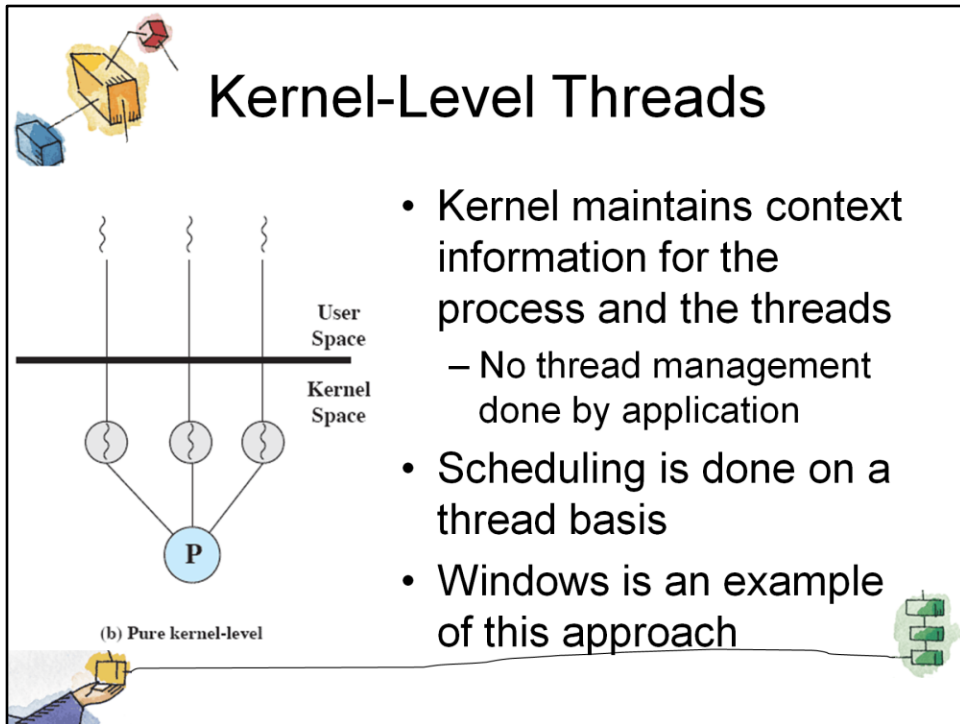 Kernel-Level Threads
User
Space
Kernel
Space
P
(b) Pure kernel-level
• Kernel maintains context
information for the
process and the threads
– No thread management
done by application
• Scheduling is done on a
thread basis
• Windows is an example
of this approach